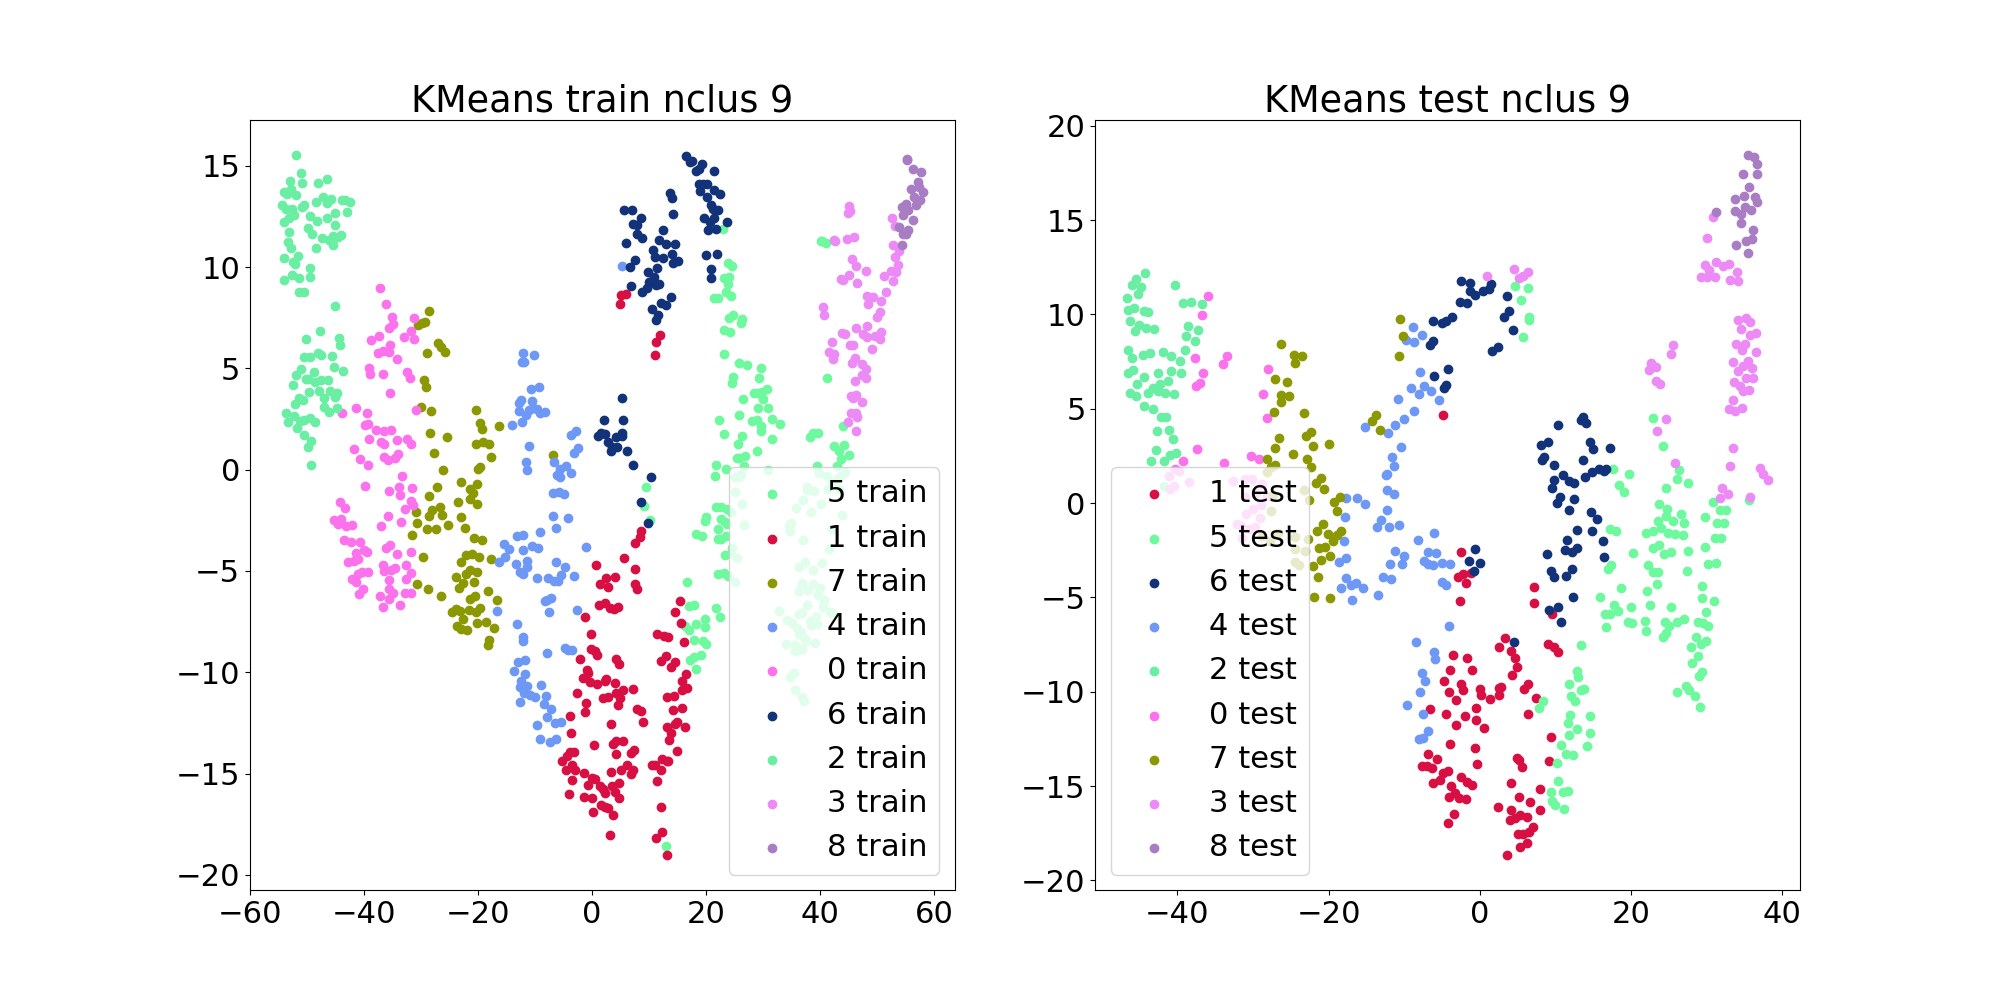 KMeans train nclus 9
15
10
5
0
−5
−10
−15
−20
−60
−40
−20
0
20
40
60
5 train
1 train
7 train
4 train
0 train
6 train
2 train
3 train
8 train
KMeans test nclus 9
20
15
10
5
0
−5
−10
−15
−20
−40
−20
0
20
40
1 test
5 test
6 test
4 test
2 test
0 test
7 test
3 test
8 test